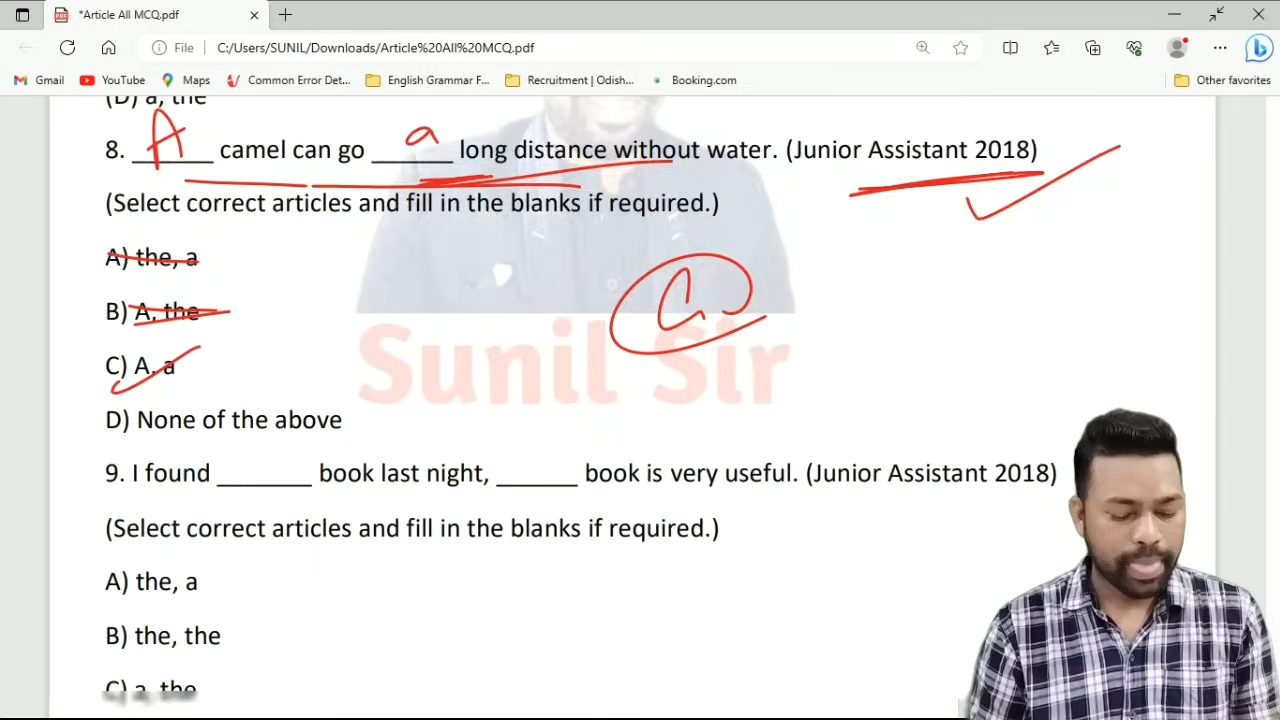 *Article All MCQ.pdf
File
C:/Users/SUNIL/Downloads/Article%20All%20MCQ.pdf
Gmail
YouTube
Maps
Common Error Det...
English Grammar F...
Recruitment | Odish...
Booking.com
Other favorites
(D) a, the
A a
8. ______ camel can go ______ long distance without water. (Junior Assistant 2018)
(Select correct articles and fill in the blanks if required.)
A) the, a
B) A, the
C) A, a
D) None of the above
C
Sunil Sir
9. I found _______ book last night, ______ book is very useful. (Junior Assistant 2018)
(Select correct articles and fill in the blanks if required.)
A) the, a
B) the, the
C) a, the